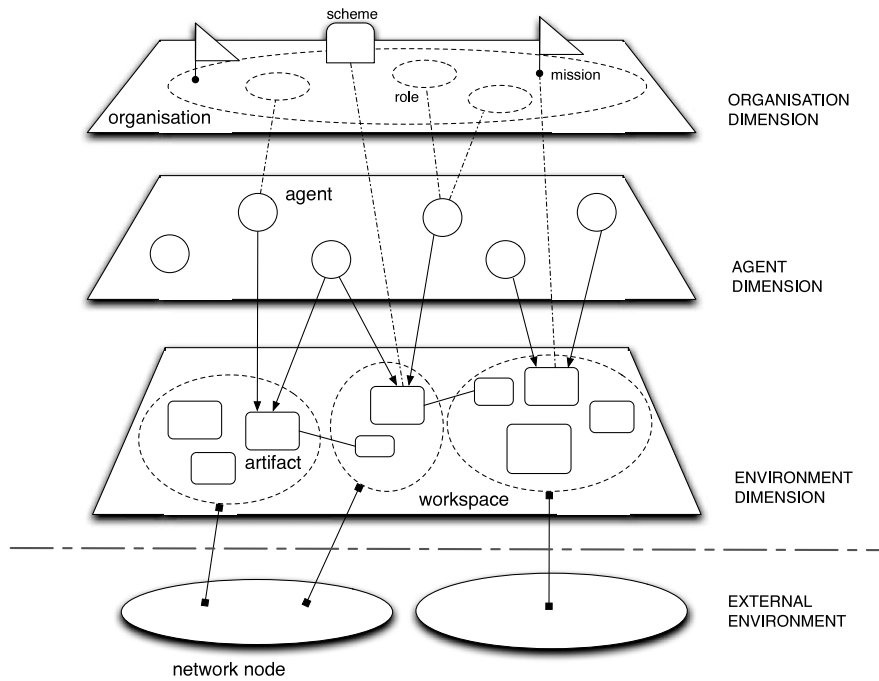 scheme
mission
role
organisation
ORGANISATION
DIMENSION
agent
AGENT
DIMENSION
artifact
workspace
ENVIRONMENT
DIMENSION
EXTERNAL
ENVIRONMENT
network node